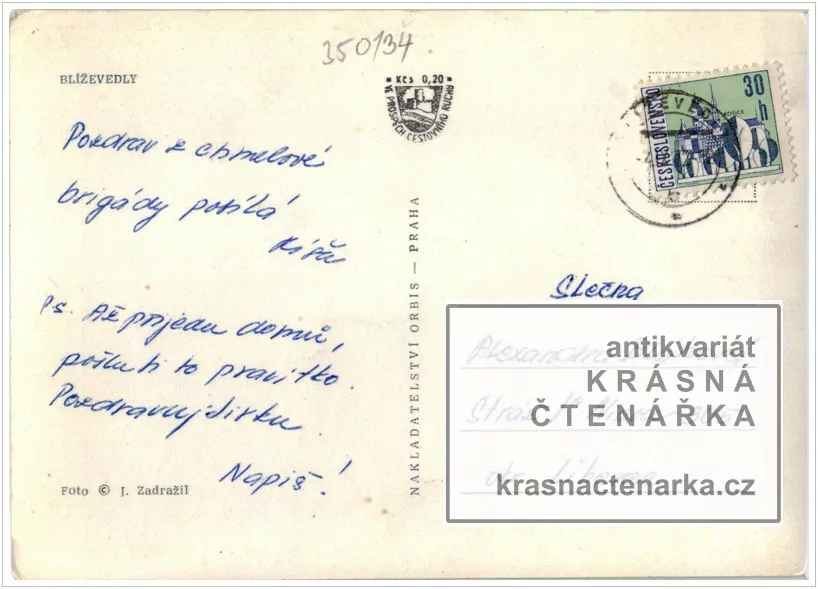 350134
BLÍŽEVEDLY
Kčs 0,20
VE PROSPĚCH CESTOVNÍHO RUCHU
30 h
ČESKOSLOVENSKO
Pozdrav z chmelové
brigády posílá
Ps. Až přijedu domů,
pošlu ti to pravítko.
Pozdravuj Jirku
Napiš!
Foto © J. Zadražil
NAKLADATELSTVÍ ORBIS — PRAHA
Slečna
antikvariát
KRÁSNÁ
ČTENÁŘKA
krasnactenarka.cz